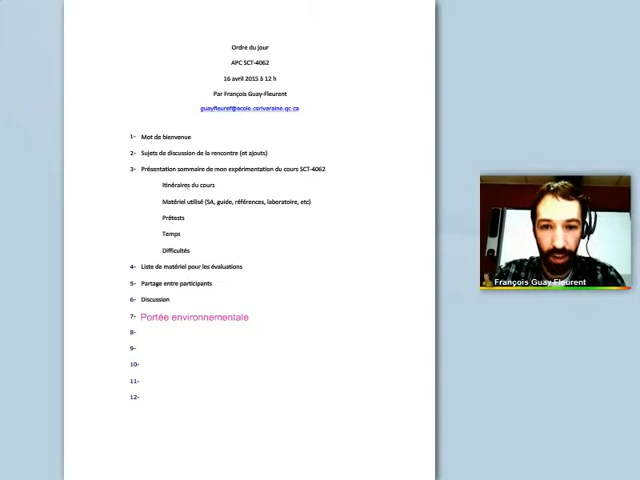 Ordre du jour
APC SCT-4062
16 avril 2015 à 12 h
Par François Guay-Fleurent
guayfleuref@ecole.csriveraine.qc.ca
1- Mot de bienvenue
2- Sujets de discussion de la rencontre (et ajouts)
3- Présentation sommaire de mon expérimentation du cours SCT-4062
Itinéraires du cours
Matériel utilisé (SA, guide, références, laboratoire, etc)
Prétests
Temps
Difficultés
4- Liste de matériel pour les évaluations
5- Partage entre participants
6- Discussion
7- Portée environnementale
8-
9-
10-
11-
12-
François Guay Fleurent